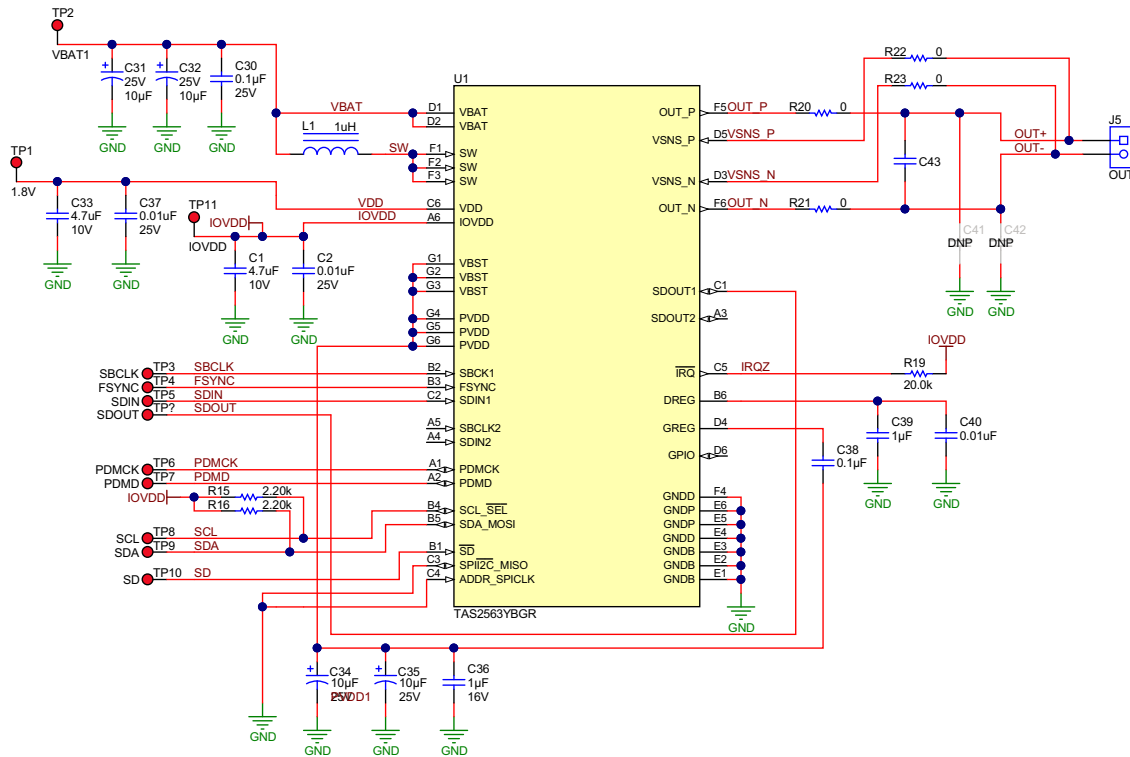 TP2
VBAT1
C31
25V
10µF
C32
25V
10µF
C30
0.1µF
25V
GND
GND
GND
VBAT
L1
1uH
SW
TP1
1.8V
C33
4.7uF
10V
C37
0.01uF
25V
GND
GND
TP11
IOVDD
IOVDD
VDD
IOVDD
C1
4.7uF
10V
C2
0.01uF
25V
GND
GND
SBCLK
TP3
SBCLK
FSYNC
TP4
FSYNC
SDIN
TP5
SDIN
SDOUT
TP?
SDOUT
PDMCK
TP6
PDMCK
PDMD
TP7
PDMD
IOVDD
R15
2.20k
R16
2.20k
SCL
TP8
SCL
SDA
TP9
SDA
SD
TP10
SD
U1
D1 VBAT
D2 VBAT
F1 SW
F2 SW
F3 SW
C6 VDD
A6 IOVDD
G1 VBST
G2 VBST
G3 VBST
G4 PVDD
G5 PVDD
G6 PVDD
B2 SBCK1
B3 FSYNC
C2 SDIN1
A5 SBCLK2
A4 SDIN2
A1 PDMCK
A2 PDMD
B4 SCL_SEL
B5 SDA_MOSI
B1 SD
C3 SPII2C_MISO
C4 ADDR_SPICLK
OUT_P F5 OUT_P
VSNS_P D5 VSNS_P
VSNS_N D3 VSNS_N
OUT_N F6 OUT_N
SDOUT1 C1
SDOUT2 A3
IRQ C5 IRQZ
DREG B6
GREG D4
GPIO D6
GNDD F4
GNDP E6
GNDP E5
GNDD E4
GNDB E3
GNDB E2
GNDB E1
TAS2563YBGR
GND
R22 0
R23 0
R20 0
R21 0
C43
C41
DNP
C42
DNP
GND
GND
OUT+
OUT-
J5
OUT
IOVDD
R19
20.0k
C39
1µF
C40
0.01uF
GND
GND
C38
0.1µF
C34
10µF
25V
PVDD1
C35
10µF
25V
C36
1µF
16V
GND
GND
GND
GND